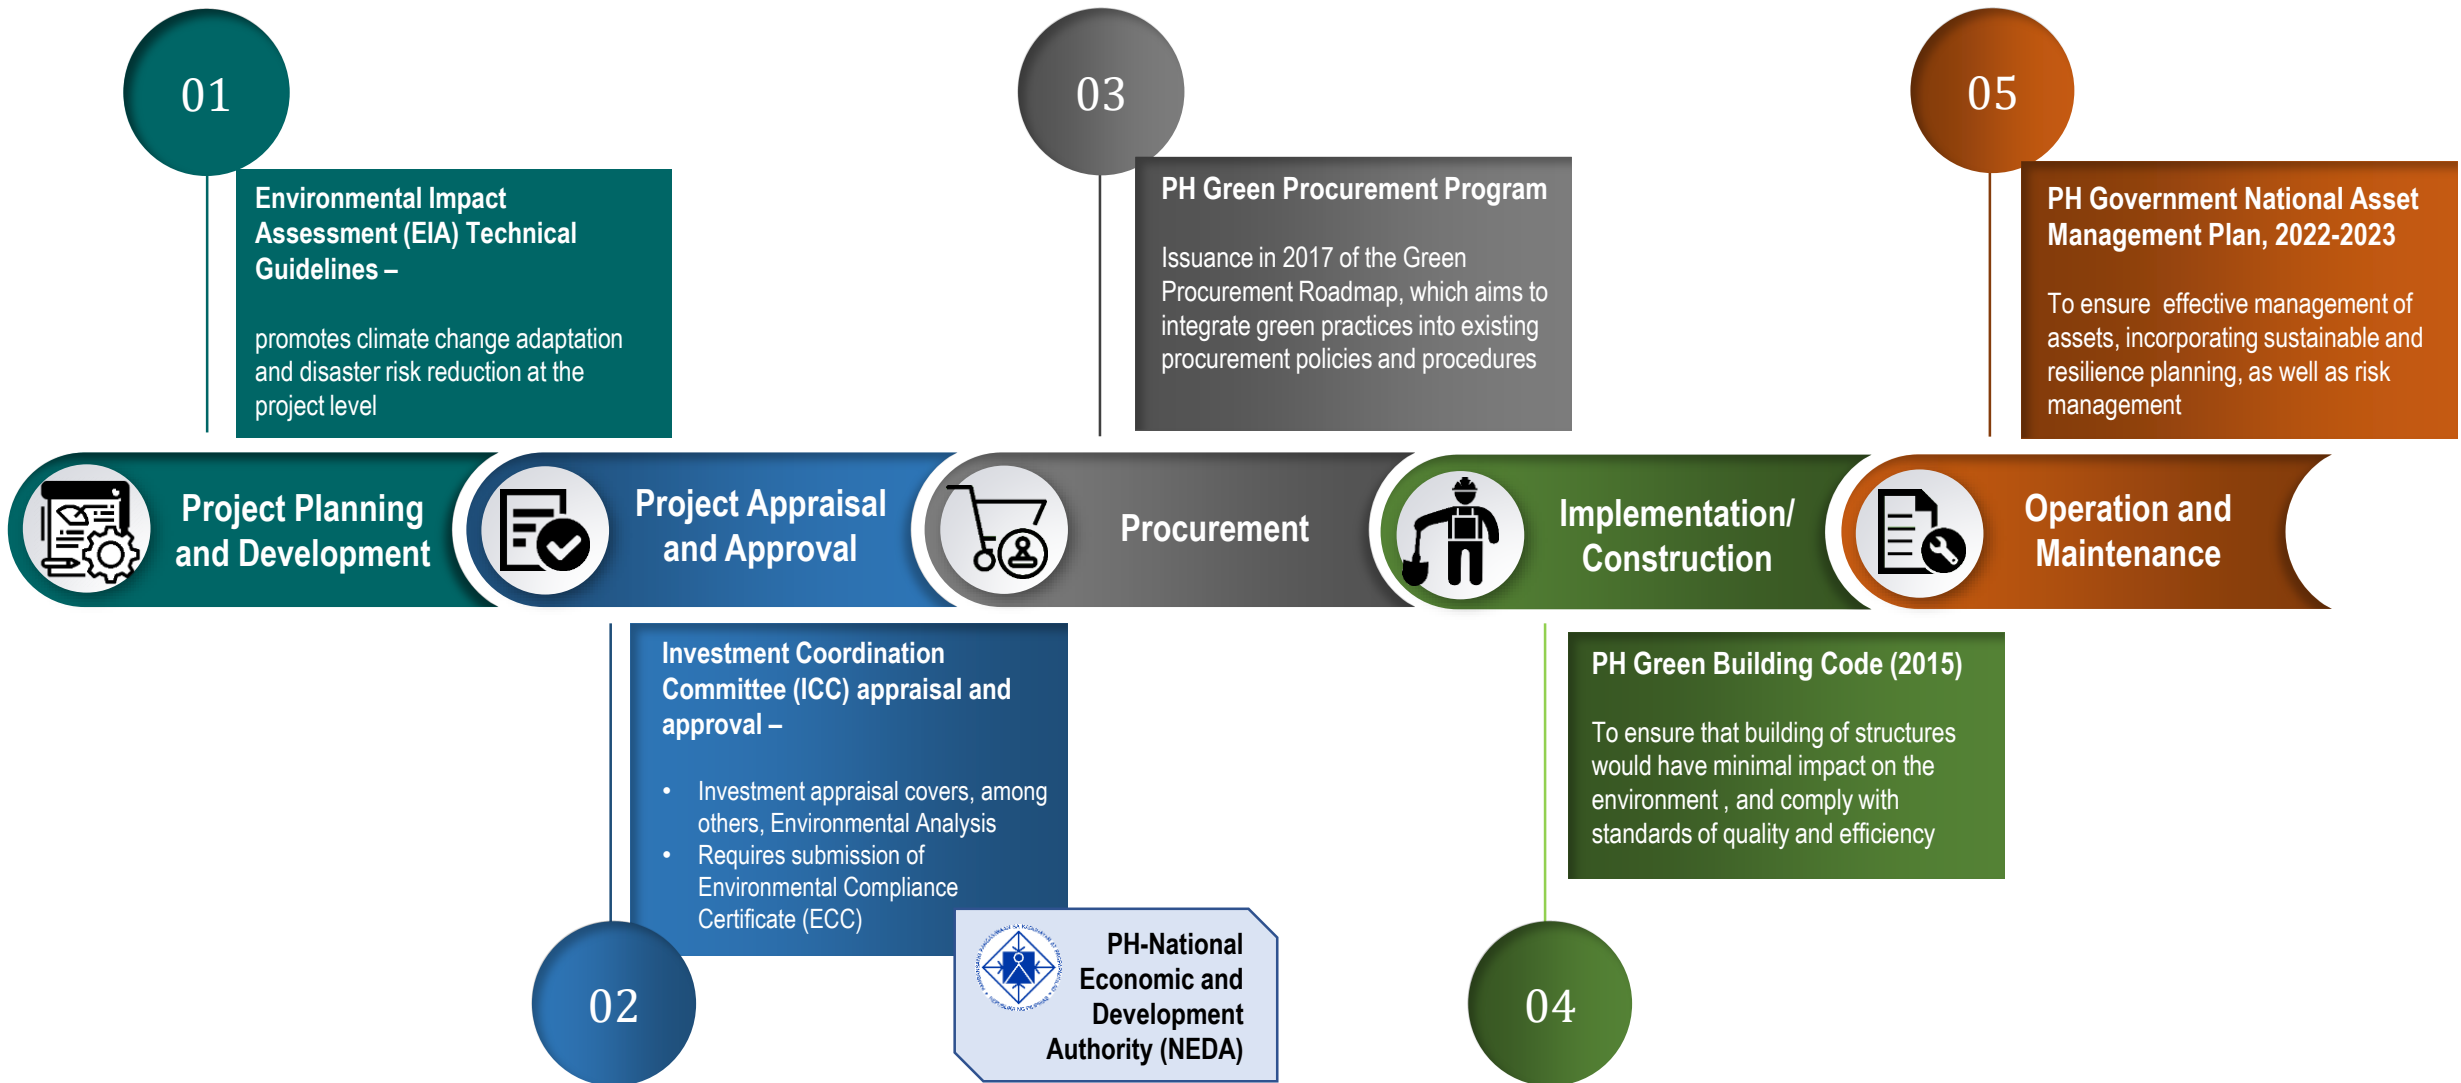 01
Environmental Impact
Assessment (EIA) Technical
Guidelines –
promotes climate change adaptation
and disaster risk reduction at the
project level
03
PH Green Procurement Program
Issuance in 2017 of the Green
Procurement Roadmap, which aims to
integrate green practices into existing
procurement policies and procedures
05
PH Government National Asset
Management Plan, 2022-2023
To ensure  effective management of
assets, incorporating sustainable and
resilience planning, as well as risk
management
Project Planning
and Development
Project Appraisal
and Approval
Procurement
Implementation/
Construction
Operation and
Maintenance
Investment Coordination
Committee (ICC) appraisal and
approval –
• Investment appraisal covers, among
others, Environmental Analysis
• Requires submission of
Environmental Compliance
Certificate (ECC)
02
PH-National
Economic and
Development
Authority (NEDA)
PH Green Building Code (2015)
To ensure that building of structures
would have minimal impact on the
environment , and comply with
standards of quality and efficiency
04